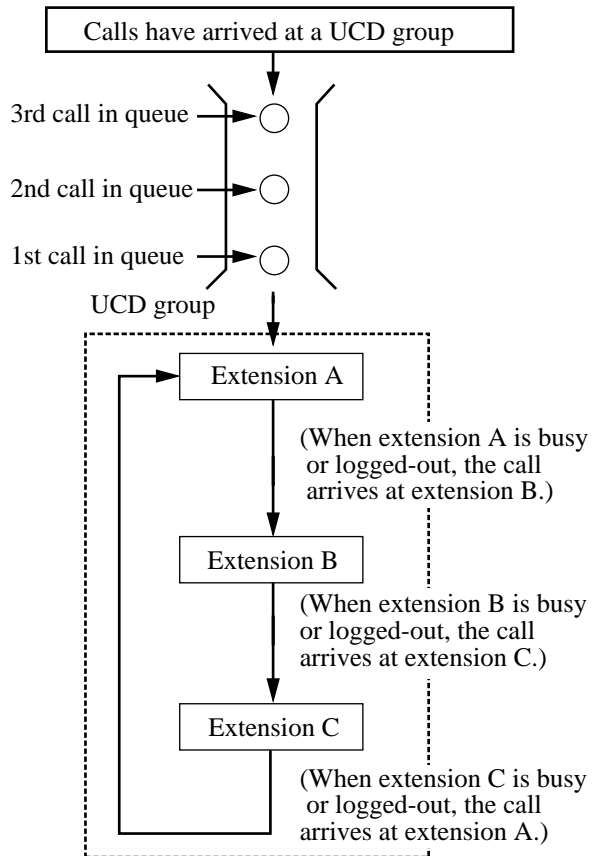 Calls have arrived at a UCD group
3rd call in queue
2nd call in queue
1st call in queue
UCD group
Extension A
(When extension A is busy
or logged-out, the call
arrives at extension B.)
Extension B
(When extension B is busy
or logged-out, the call
arrives at extension C.)
Extension C
(When extension C is busy
or logged-out, the call
arrives at extension A.)